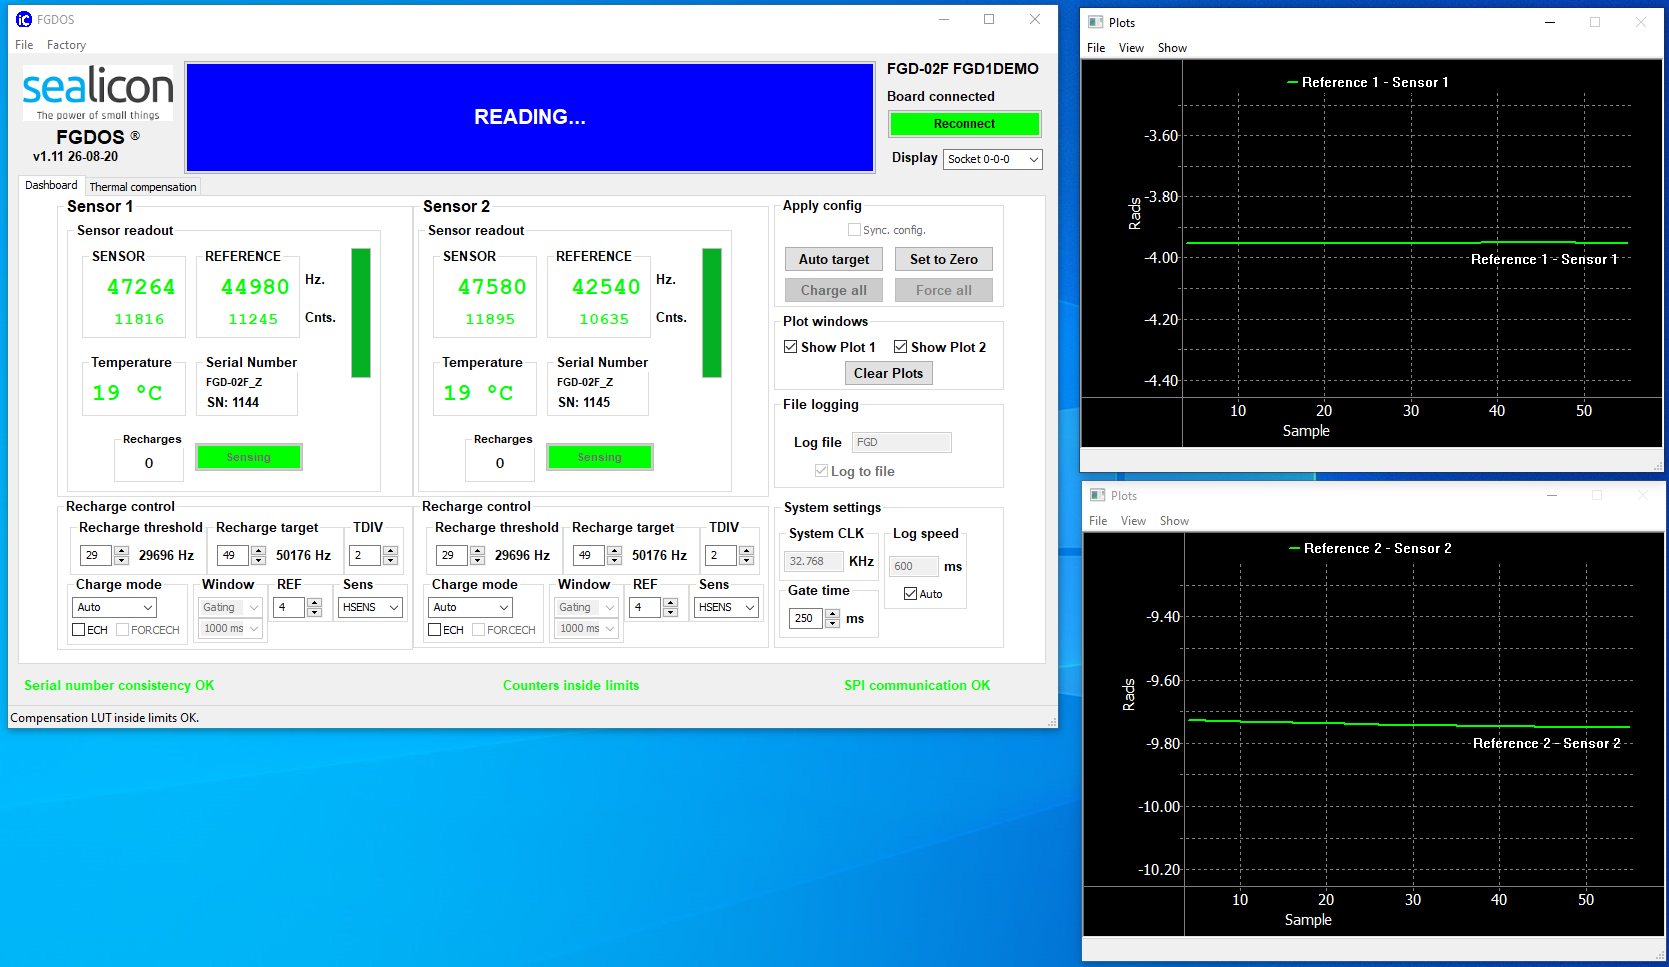 FGDOS
File Factory
sealicon
The power of small things
FGDOS ®
v1.11 26-08-20
READING...
FGD-02F FGD1DEMO
Board connected
Reconnect
Display Socket 0-0-0
Dashboard Thermal compensation
Sensor 1
Sensor readout
SENSOR REFERENCE
47264 44980 Hz.
11816 11245 Cnts.
Temperature Serial Number
19 °C FGD-02F_Z
SN: 1144
Recharges
0 Sensing
Recharge control
Recharge threshold Recharge target TDIV
29 29696 Hz 49 50176 Hz 2
Charge mode Window REF Sens
Auto Gating 4 HSENS
ECH FORCECH 1000 ms
Sensor 2
Sensor readout
SENSOR REFERENCE
47580 42540 Hz.
11895 10635 Cnts.
Temperature Serial Number
19 °C FGD-02F_Z
SN: 1145
Recharges
0 Sensing
Recharge control
Recharge threshold Recharge target TDIV
29 29696 Hz 49 50176 Hz 2
Charge mode Window REF Sens
Auto Gating 4 HSENS
ECH FORCECH 1000 ms
Apply config
Sync. config.
Auto target Set to Zero
Charge all Force all
Plot windows
Show Plot 1 Show Plot 2
Clear Plots
File logging
Log file FGD
Log to file
System settings
System CLK Log speed
32.768 KHz 600 ms
Gate time Auto
250 ms
Serial number consistency OK Counters inside limits SPI communication OK
Compensation LUT inside limits OK.
Plots
File View Show
Reference 1 - Sensor 1
-3.60
-3.80
-4.00
-4.20
-4.40
Rads
Reference 1 - Sensor 1
10 20 30 40 50
Sample
Plots
File View Show
Reference 2 - Sensor 2
-9.40
-9.60
-9.80
-10.00
-10.20
Rads
Reference 2 - Sensor 2
10 20 30 40 50
Sample